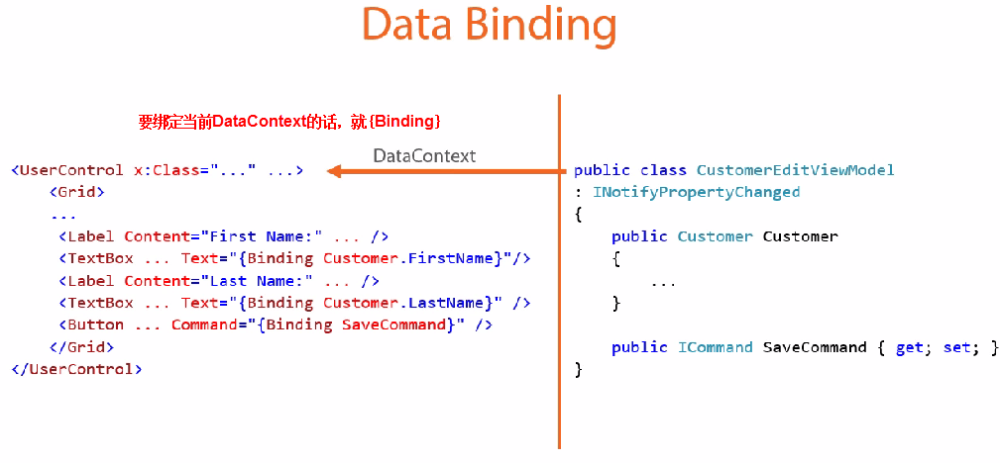 Data Binding
要绑定当前DataContext的话，就{Binding}
DataContext
<UserControl x:Class="..." ...>
<Grid>
...
<Label Content="First Name:" ... />
<TextBox ... Text="{Binding Customer.FirstName}"/>
<Label Content="Last Name:" ... />
<TextBox ... Text="{Binding Customer.LastName}" />
<Button ... Command="{Binding SaveCommand}" />
</Grid>
</UserControl>
public class CustomerEditViewModel
: INotifyPropertyChanged
{
public Customer Customer
{
...
}
public ICommand SaveCommand { get; set; }
}